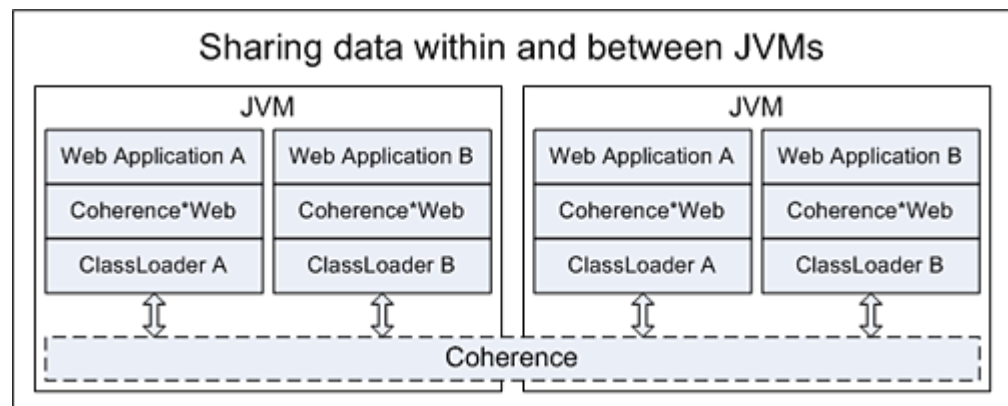 Sharing data within and between JVMs
JVM
Web Application A
Coherence*Web
ClassLoader A
Web Application B
Coherence*Web
ClassLoader B
JVM
Web Application A
Coherence*Web
ClassLoader A
Web Application B
Coherence*Web
ClassLoader B
Coherence